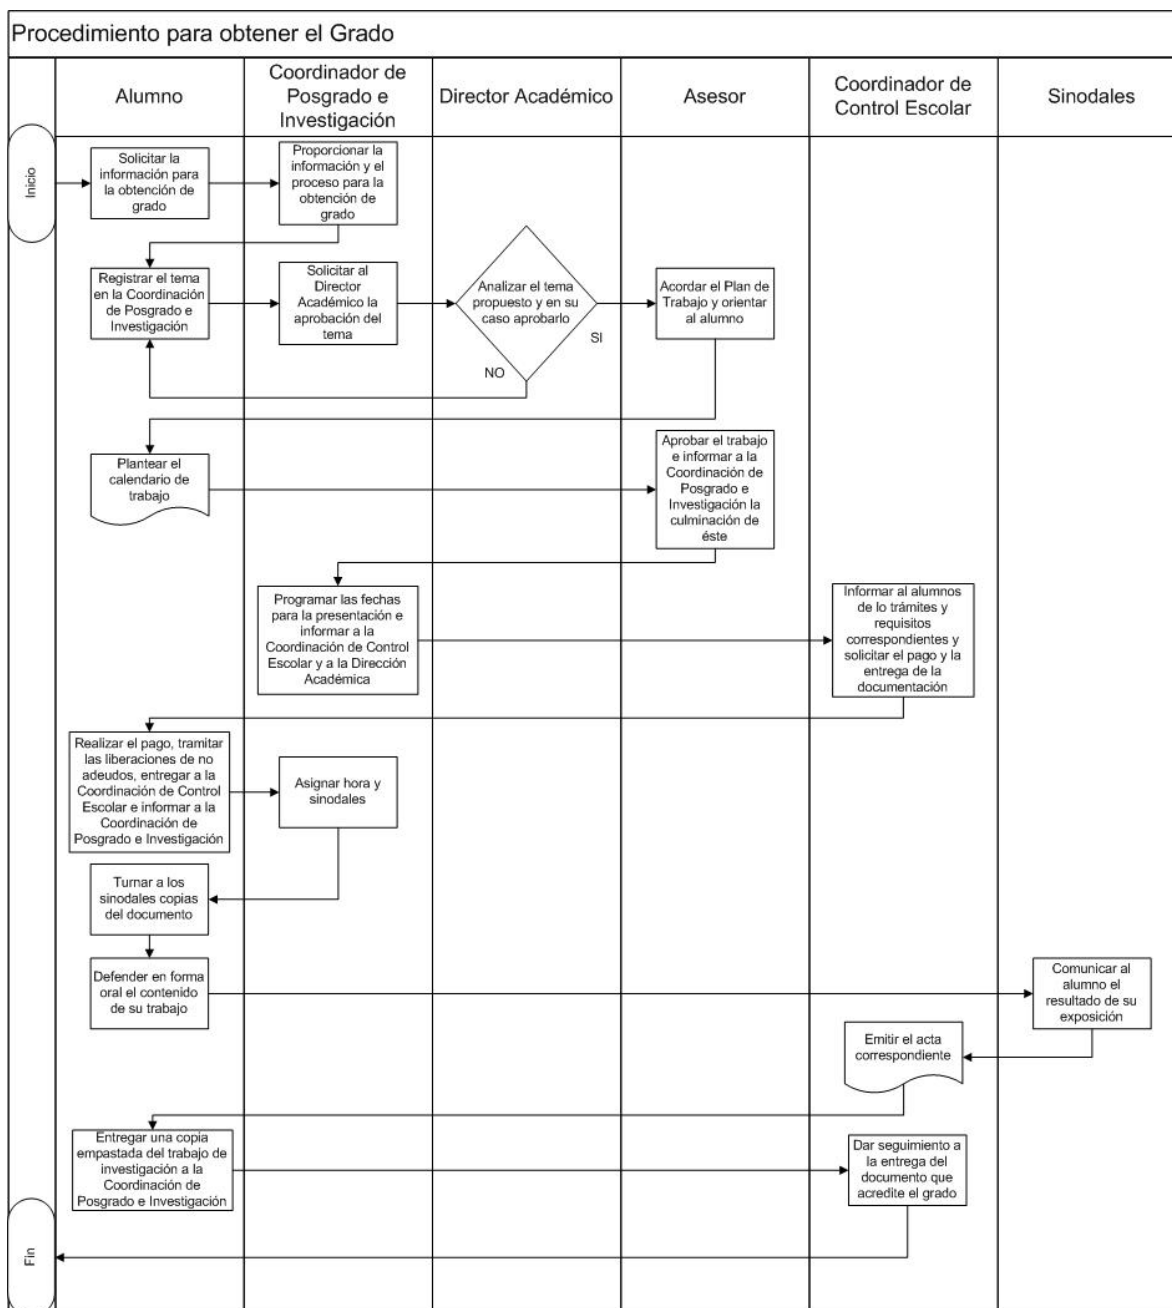 Procedimiento para obtener el Grado
Alumno
Coordinador de
Posgrado e
Investigación
Director Académico
Asesor
Coordinador de
Control Escolar
Sinodales
Inicio
Solicitar la
información para
la obtención de
grado
Proporcionar la
información y el
proceso para la
obtención de
grado
Registrar el tema
en la Coordinación
de Posgrado e
Investigación
Solicitar al
Director
Académico la
aprobación del
tema
Analizar el tema
propuesto y en su
caso aprobarlo
SI
NO
Acordar el Plan de
Trabajo y orientar
al alumno
Plantear el
calendario de
trabajo
Aprobar el trabajo
e informar a la
Coordinación de
Posgrado e
Investigación la
culminación de
éste
Programar las fechas
para la presentación e
informar a la
Coordinación de Control
Escolar y a la Dirección
Académica
Informar al alumnos
de lo trámites y
requisitos
correspondientes y
solicitar el pago y la
entrega de la
documentación
Realizar el pago, tramitar
las liberaciones de no
adeudos, entregar a la
Coordinación de Control
Escolar e informar a la
Coordinación de
Posgrado e Investigación
Asignar hora y
sinodales
Turnar a los
sinodales copias
del documento
Defender en forma
oral el contenido
de su trabajo
Comunicar al
alumno el
resultado de su
exposición
Emitir el acta
correspondiente
Entregar una copia
empastada del trabajo de
investigación a la
Coordinación de
Posgrado e Investigación
Dar seguimiento a
la entrega del
documento que
acredite el grado
Fin